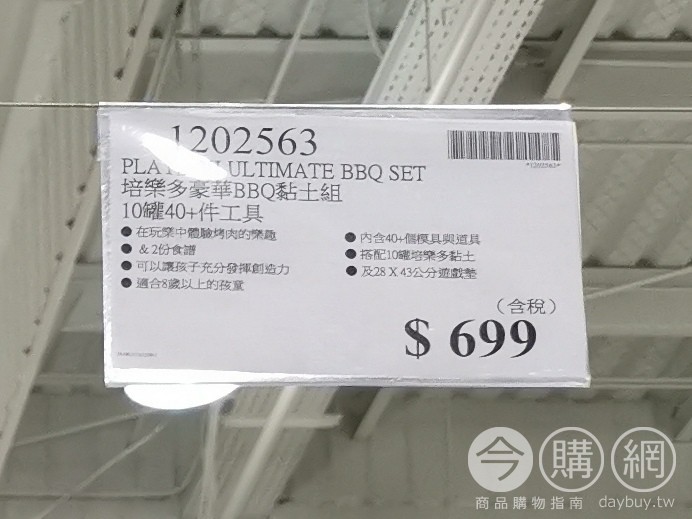 1202563
*1202563*
ULTIMATE BBQ SET
培樂多豪華BBQ黏土組
10罐40+件工具
● 在玩樂中體驗烤肉的樂趣
● & 2份食譜
● 可以讓孩子充分發揮創造力
● 適合8歲以上的孩童
● 內含40+個模具與道具
● 搭配10罐培樂多黏土
● 及28 X 43公分遊戲墊
(含稅)
$ 699
今購網
商品購物指南 daybuy.tw